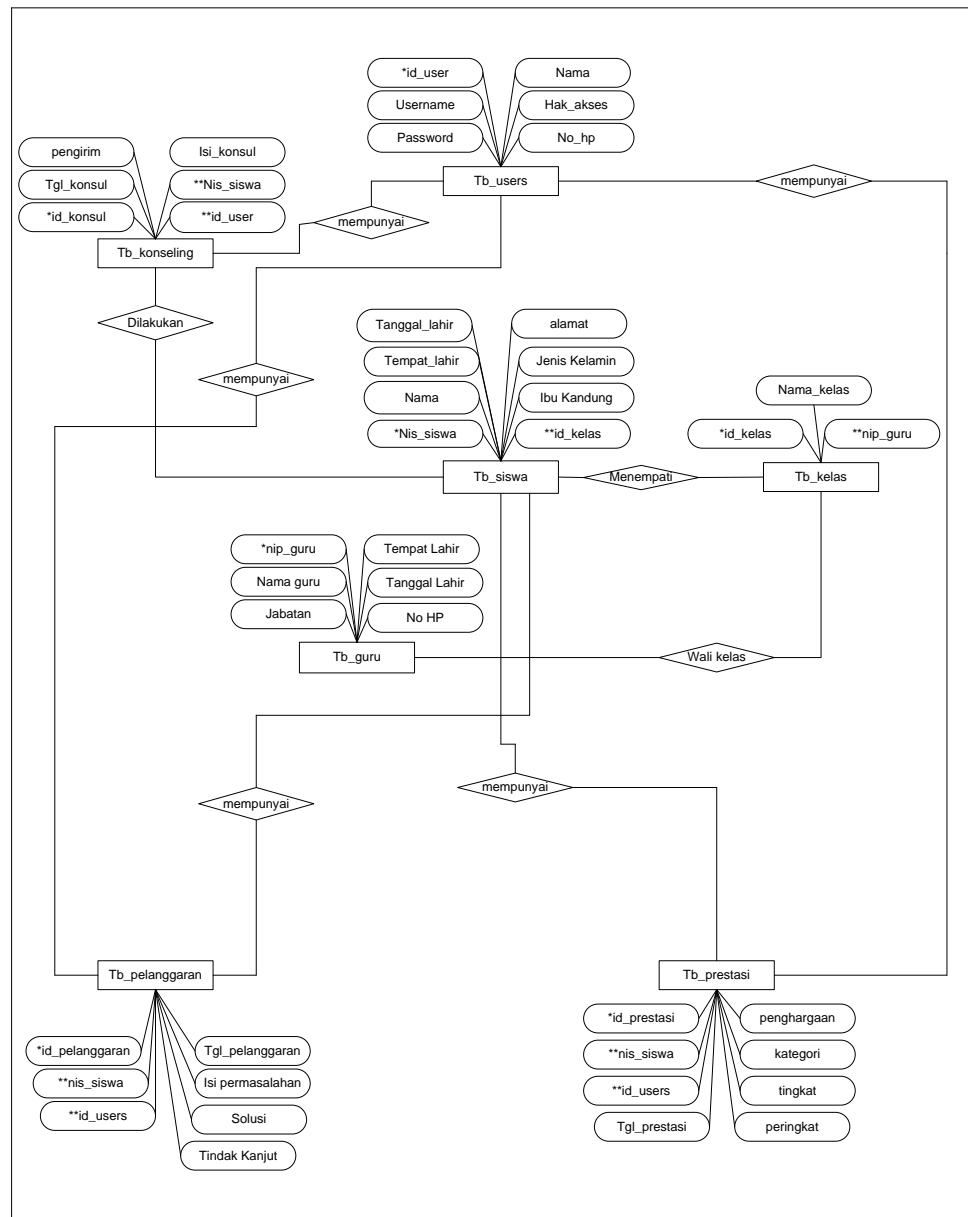 *id_user
Nama
Username
Hak_akses
Password
No_hp
Tb_users
mempunyai
pengirim
Isi_konsul
Tgl_konsul
**Nis_siswa
*id_konsul
**id_user
Tb_konseling
mempunyai
Dilakukan
mempunyai
Tanggal_lahir
alamat
Tempat_lahir
Jenis Kelamin
Nama
Ibu Kandung
*Nis_siswa
**id_kelas
Tb_siswa
Menempati
Nama_kelas
*id_kelas
**nip_guru
Tb_kelas
*nip_guru
Tempat Lahir
Nama guru
Tanggal Lahir
Jabatan
No HP
Tb_guru
Wali kelas
mempunyai
mempunyai
Tb_pelanggaran
*id_pelanggaran
Tgl_pelanggaran
**nis_siswa
Isi permasalahan
**id_users
Solusi
Tindak Kanjut
Tb_prestasi
*id_prestasi
penghargaan
**nis_siswa
kategori
**id_users
tingkat
Tgl_prestasi
peringkat